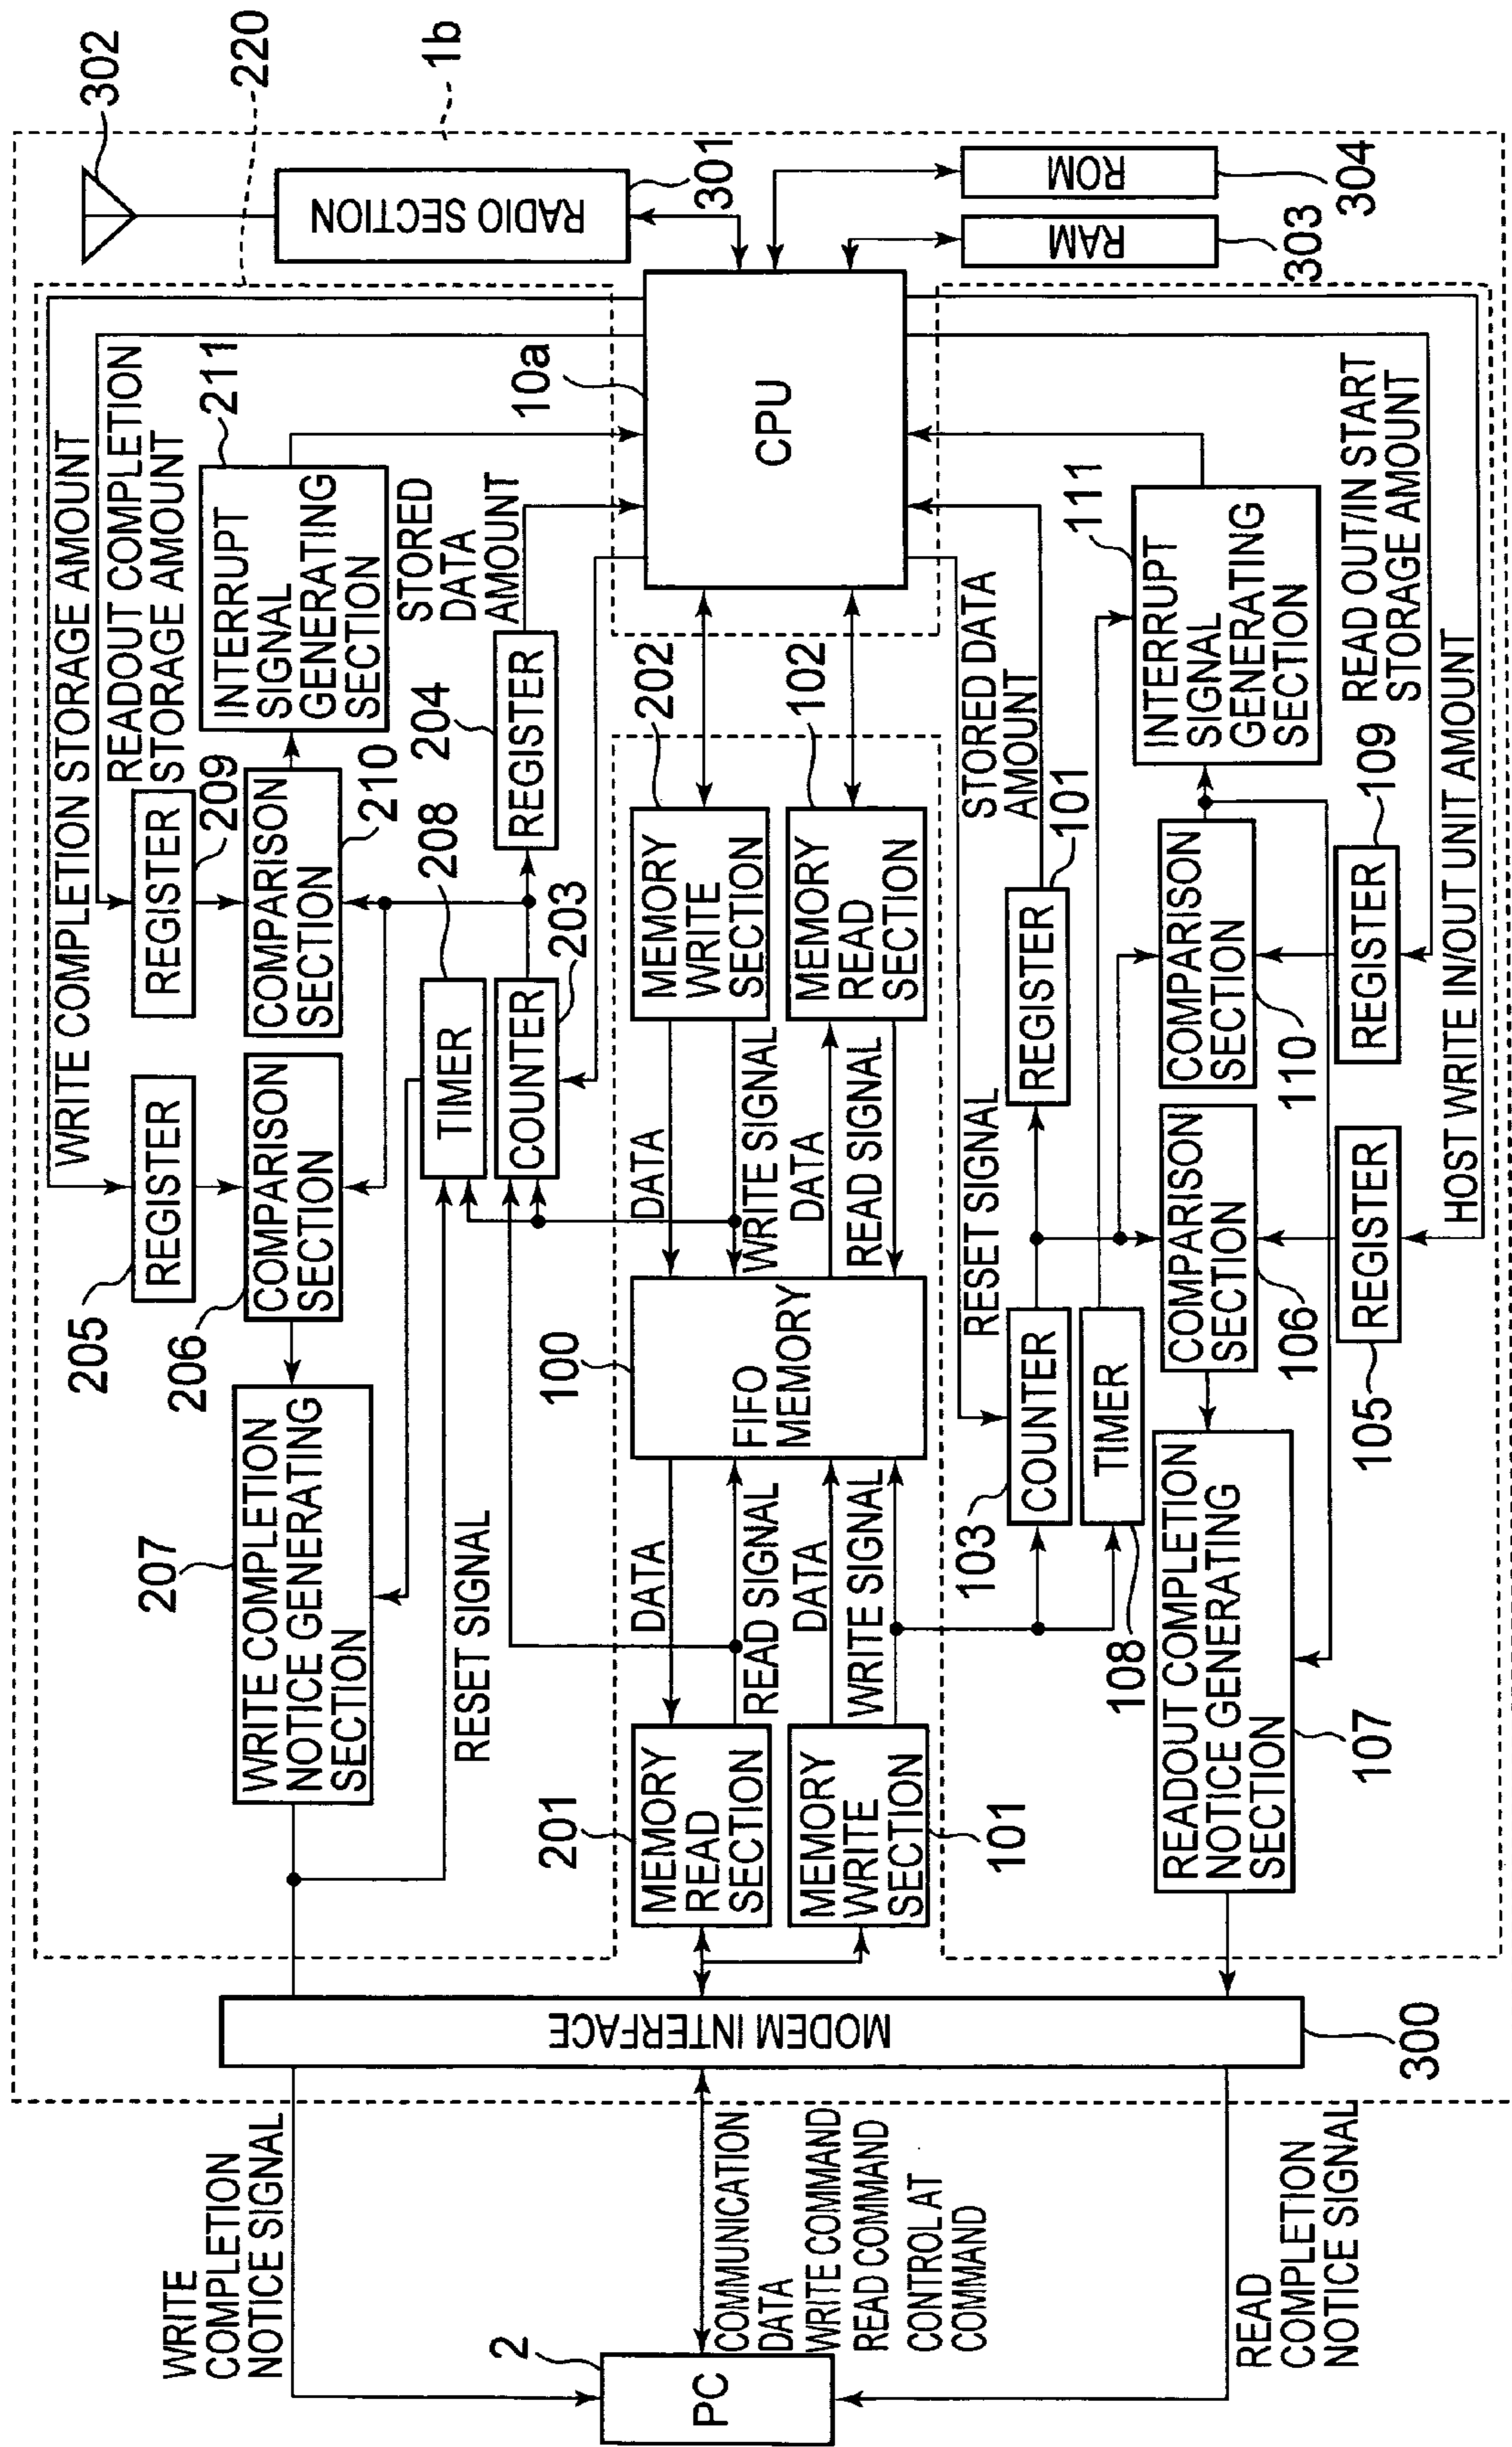 302
220
1b
RADIO SECTION
301
ROM
304
RAM
303
WRITE COMPLETION STORAGE AMOUNT
READOUT COMPLETION
STORAGE AMOUNT
211
INTERRUPT
SIGNAL
GENERATING
SECTION
10a
CPU
STORED
DATA
AMOUNT
204
REGISTER
REGISTER
209
COMPARISON
SECTION
210
REGISTER
205
COMPARISON
SECTION
206
208
TIMER
COUNTER
203
202
MEMORY
WRITE
SECTION
102
MEMORY
READ
SECTION
DATA
WRITE SIGNAL
DATA
READ SIGNAL
100
FIFO
MEMORY
207
WRITE COMPLETION
NOTICE GENERATING
SECTION
RESET SIGNAL
DATA
READ SIGNAL
DATA
WRITE SIGNAL
201
MEMORY
READ
SECTION
MEMORY
WRITE
SECTION
101
STORED DATA
AMOUNT
REGISTER
101
RESET SIGNAL
111
INTERRUPT
SIGNAL
GENERATING
SECTION
READ OUT/IN START
STORAGE AMOUNT
109
REGISTER
COMPARISON
SECTION
110
HOST WRITE IN/OUT UNIT AMOUNT
COMPARISON
SECTION
106
REGISTER
105
103
COUNTER
TIMER
108
READOUT COMPLETION
NOTICE GENERATING
SECTION
107
MODEM INTERFACE
300
WRITE
COMPLETION
NOTICE SIGNAL
2
PC
COMMUNICATION
DATA
WRITE COMMAND
READ COMMAND
CONTROL AT
COMMAND
READ
COMPLETION
NOTICE SIGNAL